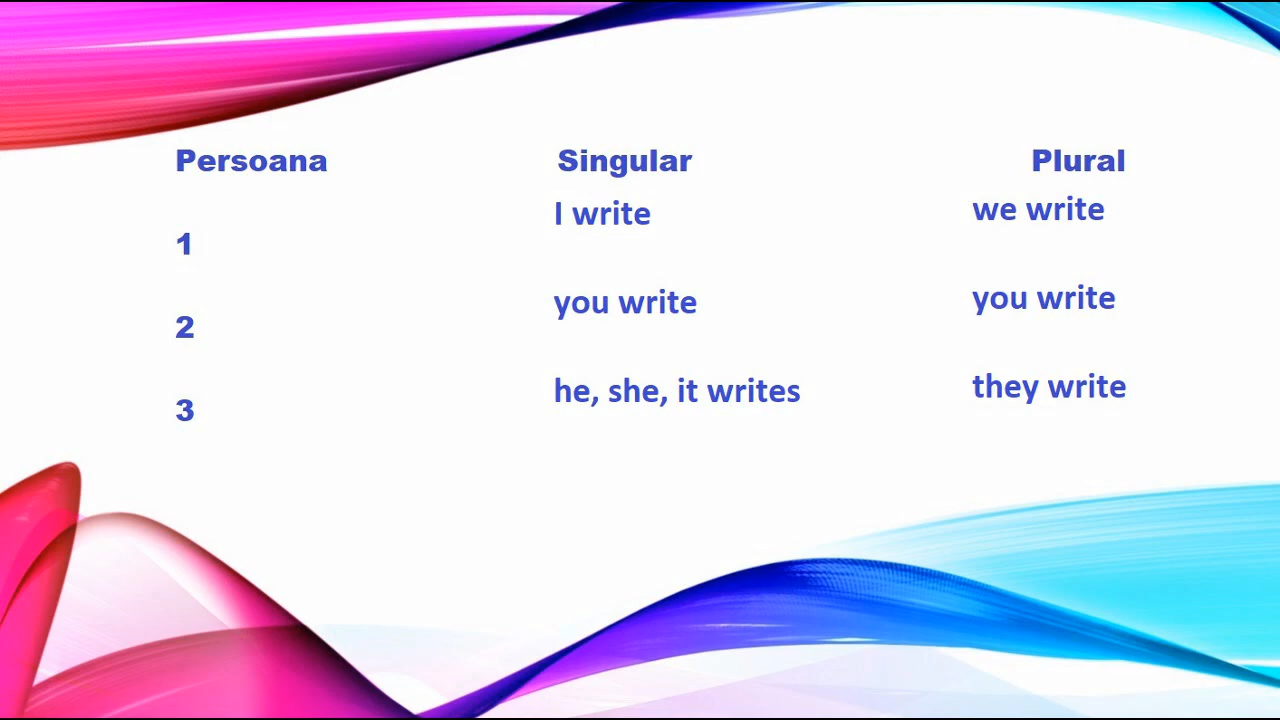 Persoana Singular Plural
1 I write we write
2 you write you write
3 he, she, it writes they write